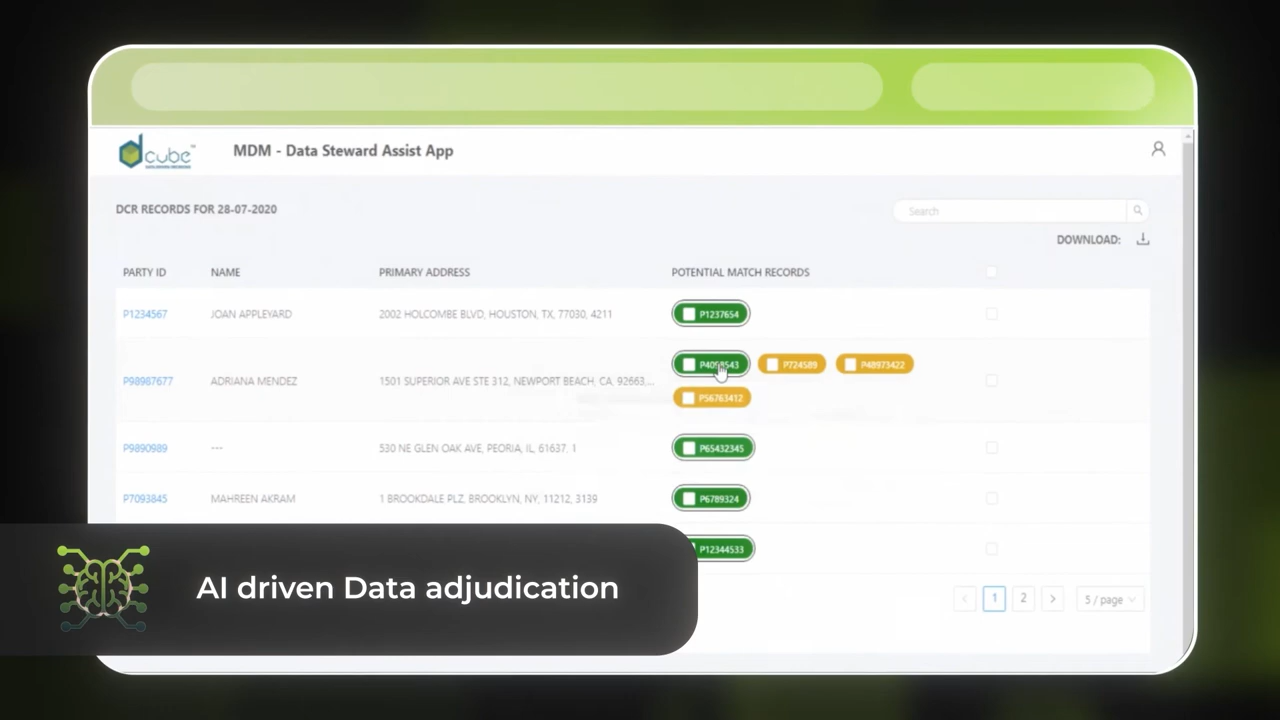 dcube™
MDM - Data Steward Assist App
DCR RECORDS FOR 28-07-2020
Search
DOWNLOAD:
PARTY ID NAME PRIMARY ADDRESS POTENTIAL MATCH RECORDS
P1234567 JOAN APPLEYARD 2002 HOLCOMBE BLVD, HOUSTON, TX, 77030, 4211 P1237654
P98987677 ADRIANA MENDEZ 1501 SUPERIOR AVE STE 312, NEWPORT BEACH, CA, 92663,... P724589 P48973422
P56763412
P9890989 --- 530 NE GLEN OAK AVE, PEORIA, IL, 61637, 1 P65432345
P7093845 MAHREEN AKRAM 1 BROOKDALE PLZ, BROOKLYN, NY, 11212, 3139 P6789324
P12344533
AI driven Data adjudication
1 2 5 / page